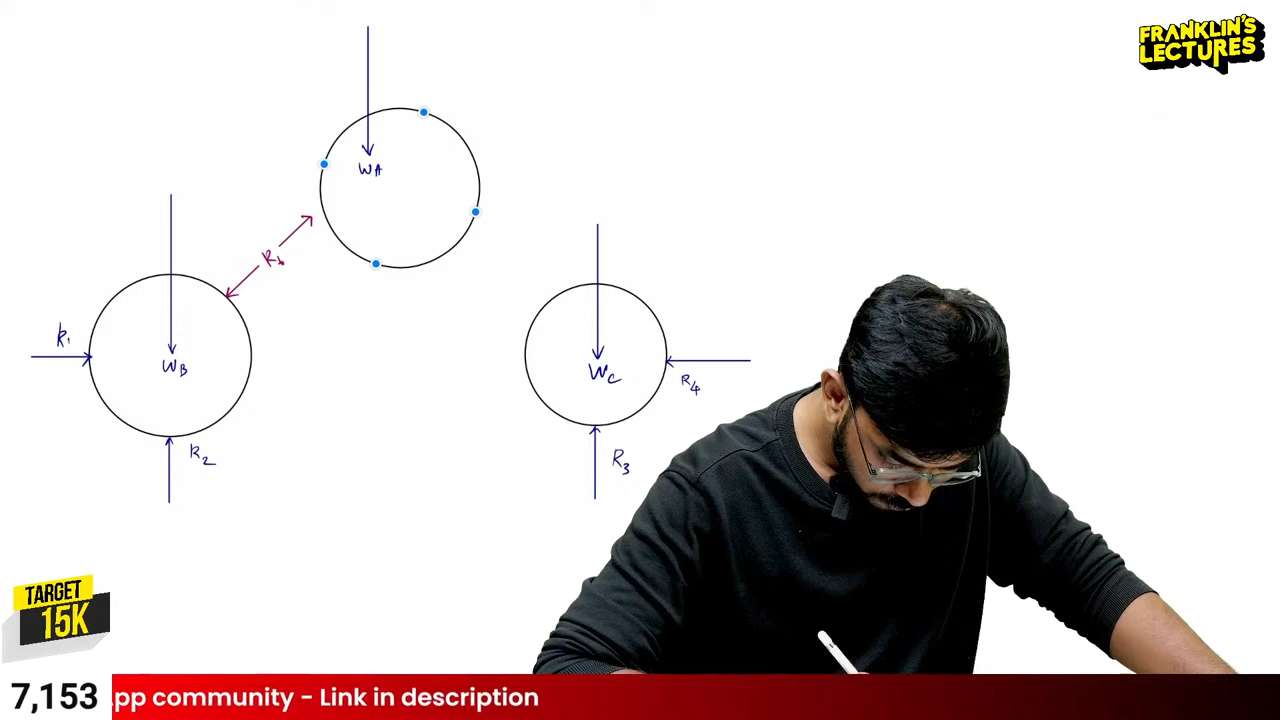 FRANKLIN'S
LECTURES
WA
R1
WB
R2
WC
R4
R3
TARGET
15K
7,153
pp community - Link in description